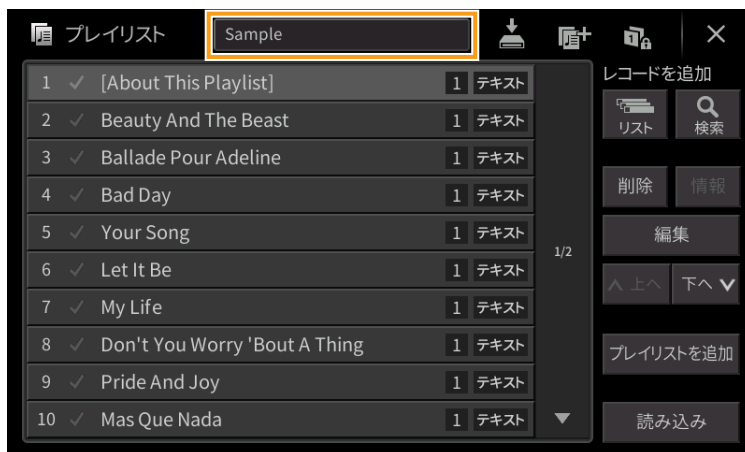 プレイリスト Sample
レコードを追加
1 [About This Playlist] 1 テキスト
2 Beauty And The Beast 1 テキスト
3 Ballade Pour Adeline 1 テキスト
4 Bad Day 1 テキスト
5 Your Song 1 テキスト
6 Let It Be 1 テキスト
7 My Life 1 テキスト
8 Don't You Worry 'Bout A Thing 1 テキスト
9 Pride And Joy 1 テキスト
10 Mas Que Nada 1 テキスト
1/2
リスト 検索
削除 情報
編集
上へ 下へ
プレイリストを追加
読み込み